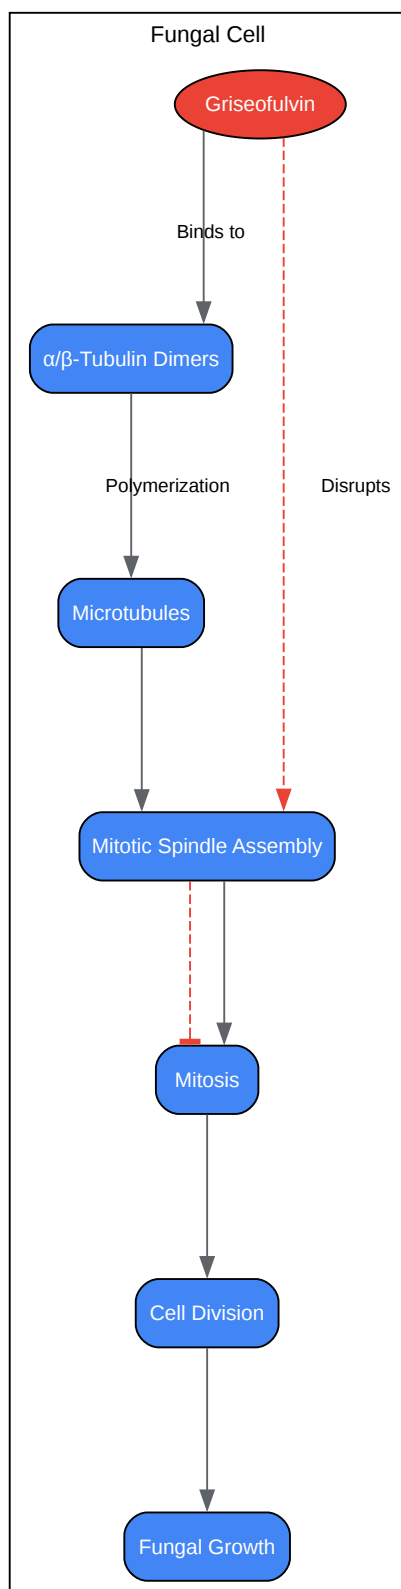 Fungal Cell
Griseofulvin
Binds to
α/β-Tubulin Dimers
Polymerization
Disrupts
Microtubules
Mitotic Spindle Assembly
Mitosis
Cell Division
Fungal Growth